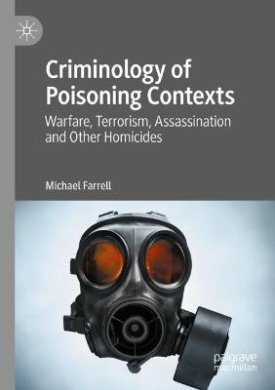 Criminology of
Poisoning Contexts
Warfare, Terrorism, Assassination
and Other Homicides
Michael Farrell
palgrave
macmillan